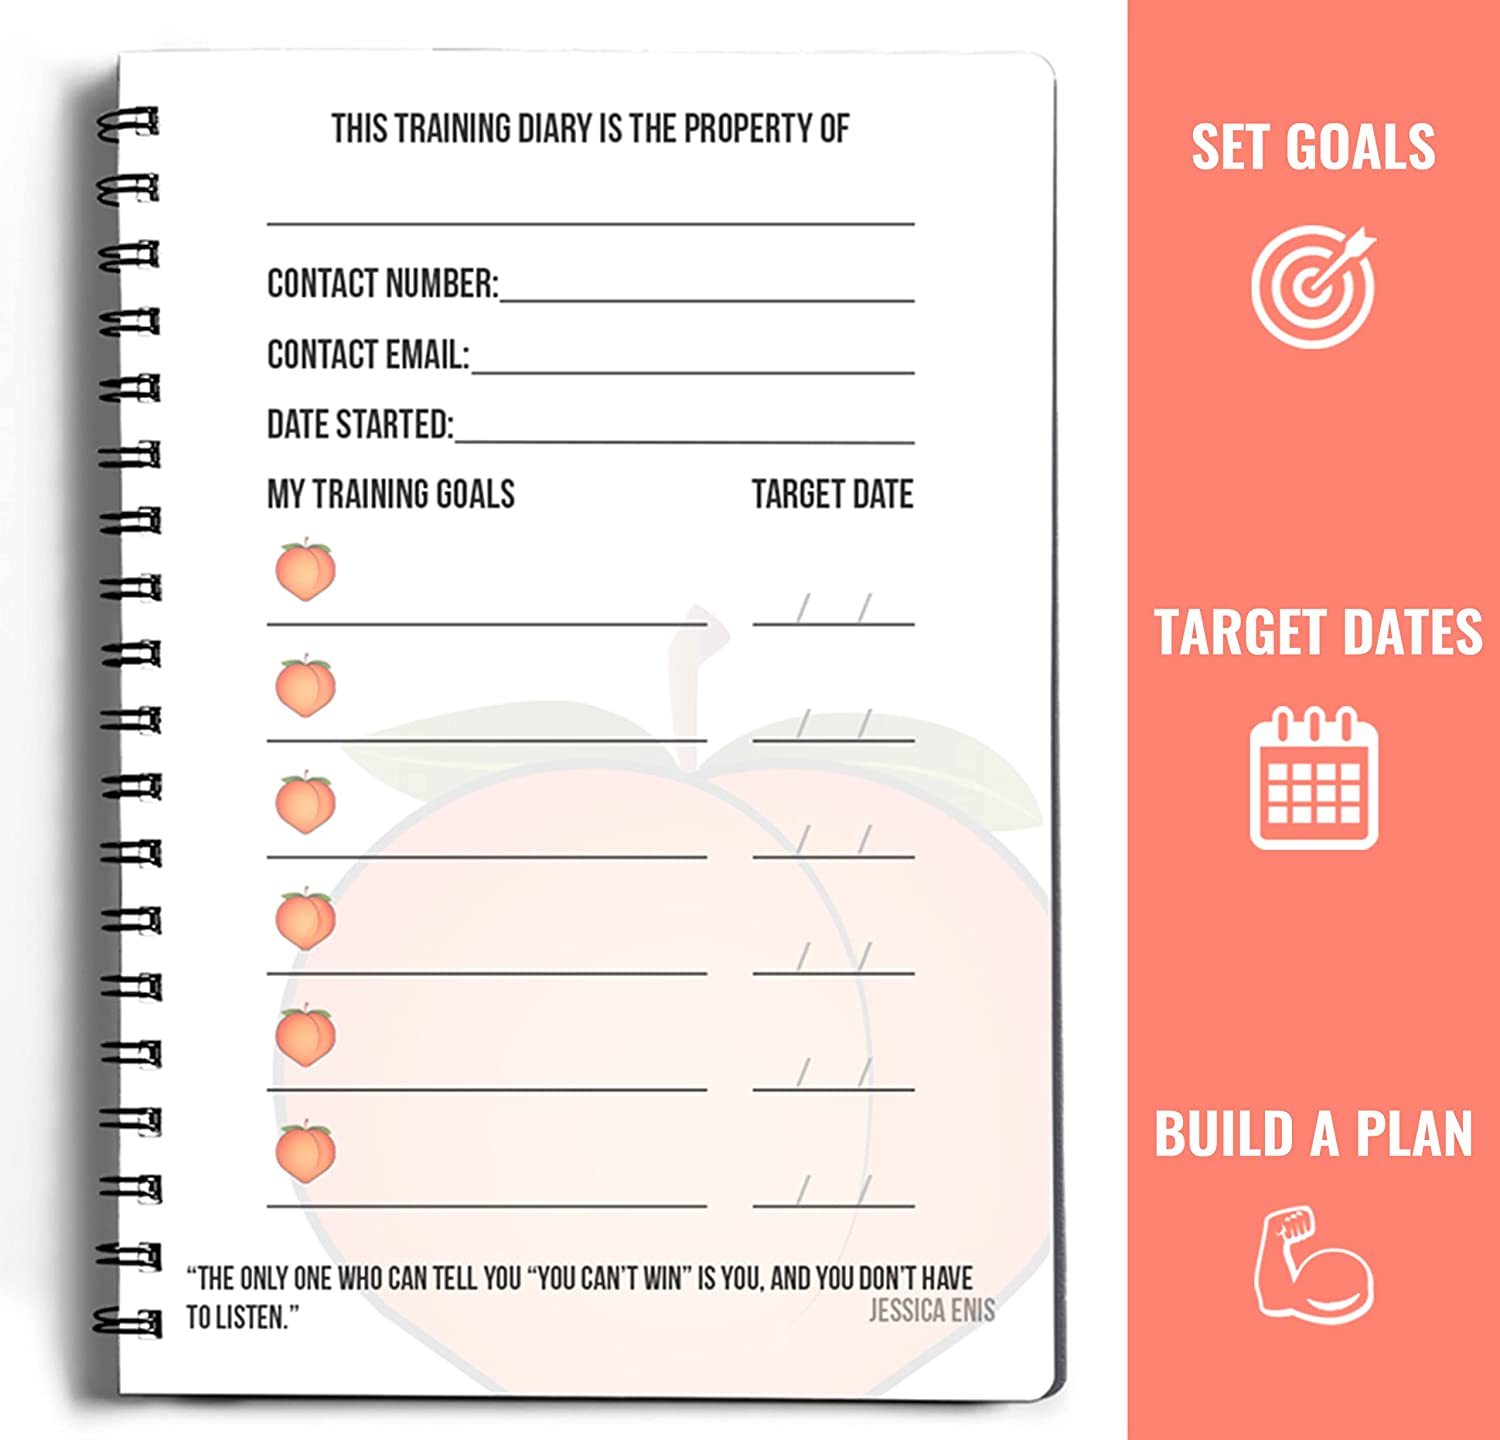 THIS TRAINING DIARY IS THE PROPERTY OF
CONTACT NUMBER:
CONTACT EMAIL:
DATE STARTED:
MY TRAINING GOALS TARGET DATE
/ /
/ /
/ /
/ /
/ /
/ /
“THE ONLY ONE WHO CAN TELL YOU “YOU CAN’T WIN” IS YOU, AND YOU DON’T HAVE
TO LISTEN.” JESSICA ENIS
SET GOALS
TARGET DATES
BUILD A PLAN